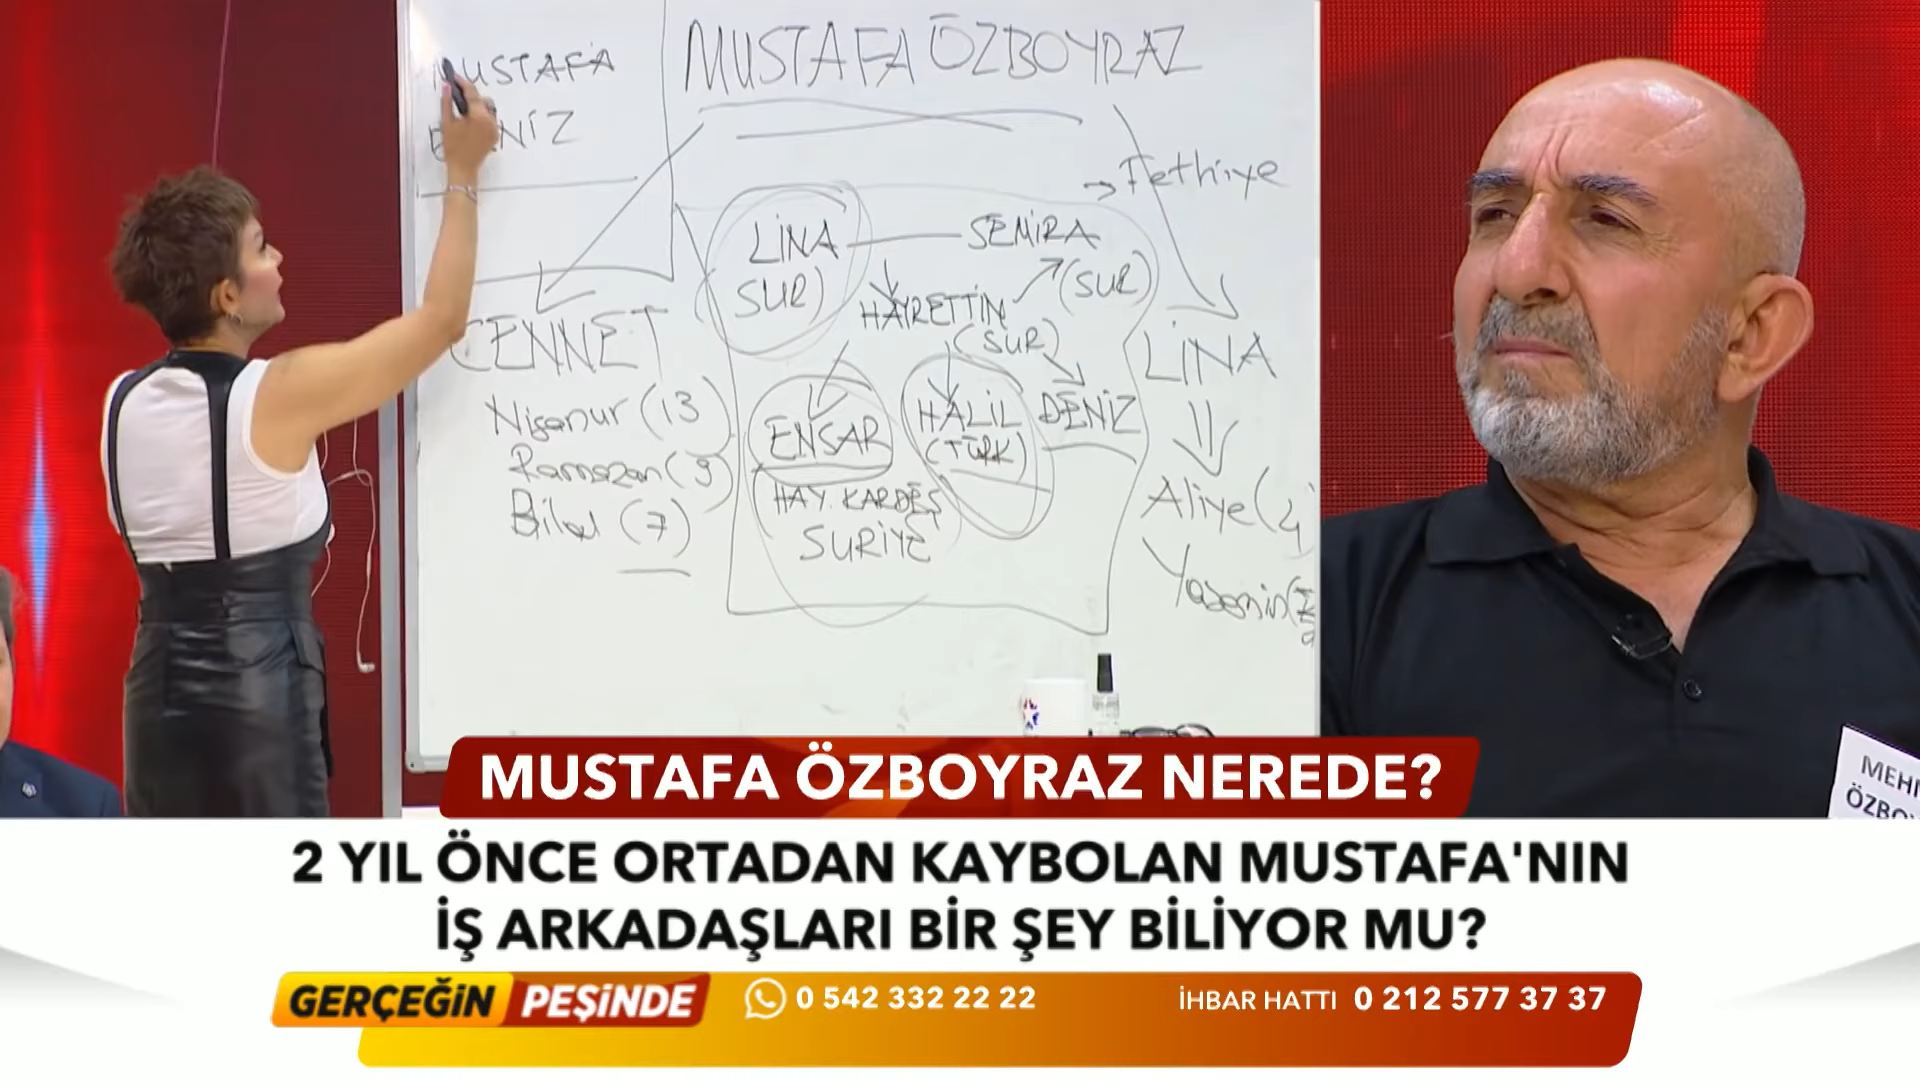 MUSTAFA
DENİZ
MUSTAFA ÖZBOYRAZ
Fethiye
LİNA
SUR)
SEMİRA
(SUR)
HAYRETTİN
(SUR)
CENNET
Nisanur (13
Ramazan (9
Bilal (7)
ENSAR
HAY. KARDEŞ
SURİYE
HALİL
(TÜRK)
DENİZ
LİNA
Aliye (4
Yasemin (
MEHM
ÖZBOY
MUSTAFA ÖZBOYRAZ NEREDE?
2 YIL ÖNCE ORTADAN KAYBOLAN MUSTAFA'NIN
İŞ ARKADAŞLARI BİR ŞEY BİLİYOR MU?
GERÇEĞİN PEŞİNDE
0 542 332 22 22
İHBAR HATTI 0 212 577 37 37